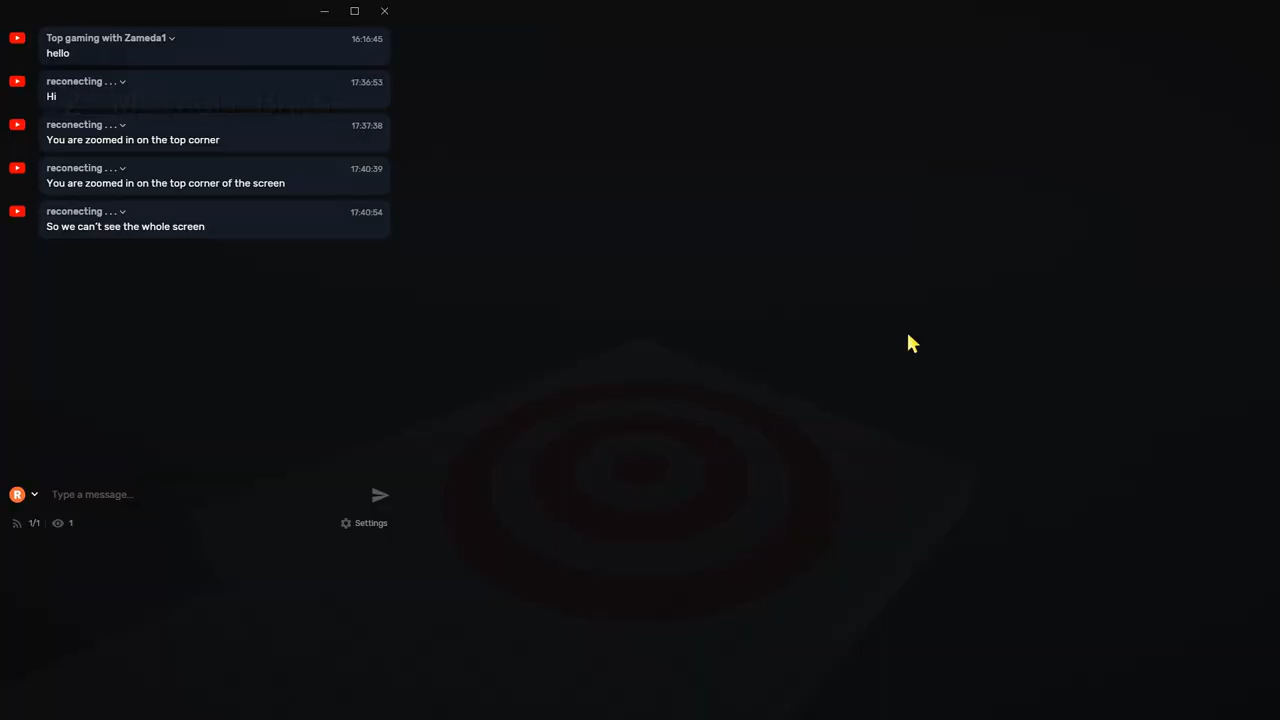 Top gaming with Zameda1 16:16:45
hello
reconecting . . . 17:36:53
Hi
reconecting . . . 17:37:38
You are zoomed in on the top corner
reconecting . . . 17:40:39
You are zoomed in on the top corner of the screen
reconecting . . . 17:40:54
So we can't see the whole screen
R Type a message...
1/1 1 Settings